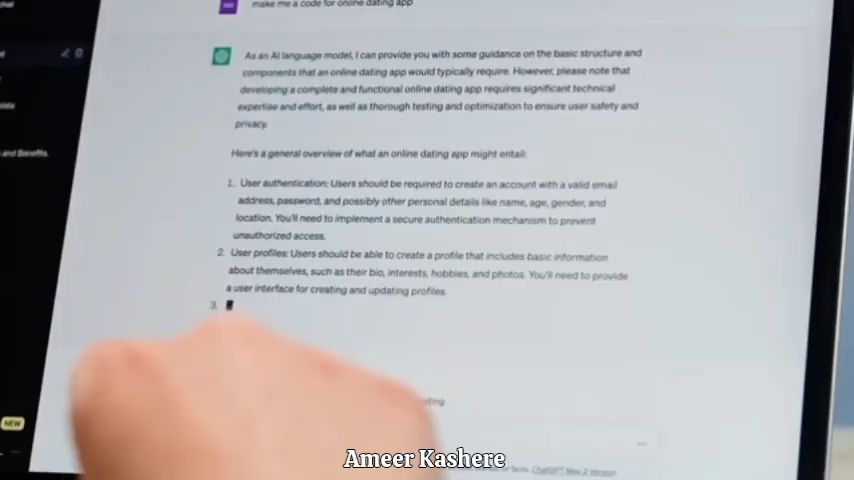 make me a code for online dating app
As an AI language model, I can provide you with some guidance on the basic structure and
components that an online dating app would typically require. However, please note that
developing a complete and functional online dating app requires significant technical
expertise and effort, as well as thorough testing and optimization to ensure user safety and
privacy.
Here's a general overview of what an online dating app might entail:
1. User authentication: Users should be required to create an account with a valid email
address, password, and possibly other personal details like name, age, gender, and
location. You'll need to implement a secure authentication mechanism to prevent
unauthorized access.
2. User profiles: Users should be able to create a profile that includes basic information
about themselves, such as their bio, interests, hobbies, and photos. You'll need to provide
a user interface for creating and updating profiles.
3.
and Benefits.
NEW
ChatGPT May 3 Version
Ameer Kashere